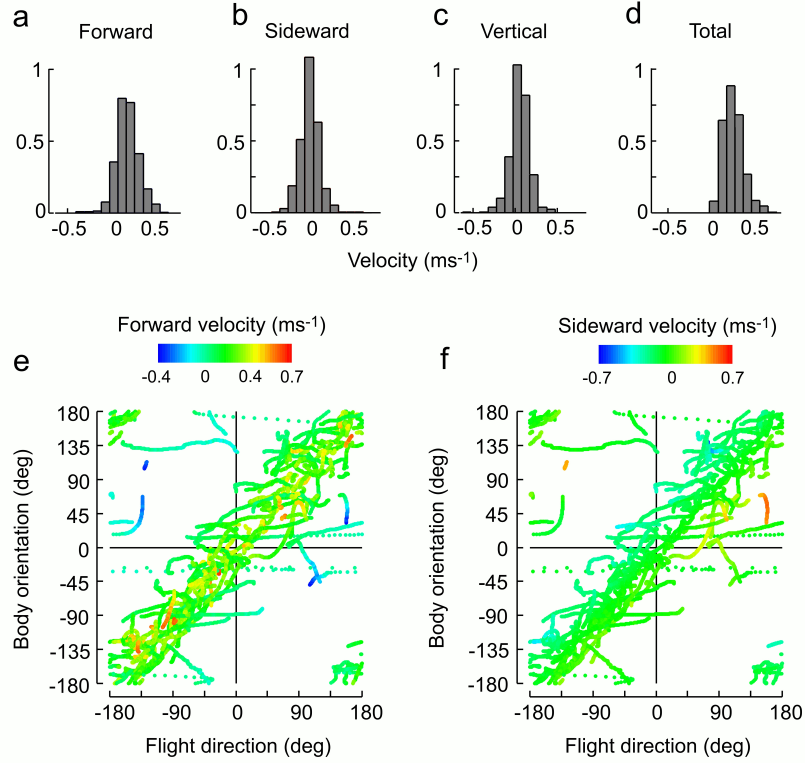 a b c d
Forward Sideward Vertical Total
1 1 1 1
0.5 0.5 0.5 0.5
0 0 0 0
-0.5 0 0.5 -0.5 0 0.5 -0.5 0 0.5 -0.5 0 0.5
Velocity (ms-1)
Forward velocity (ms-1) Sideward velocity (ms-1)
e f
-0.4 0 0.4 0.7 -0.7 0 0.7
180 180
135 135
90 90
45 45
0 0
-45 -45
-90 -90
-135 -135
-180 -180
Body orientation (deg) Body orientation (deg)
-180 -90 0 90 180 -180 -90 0 90 180
Flight direction (deg) Flight direction (deg)